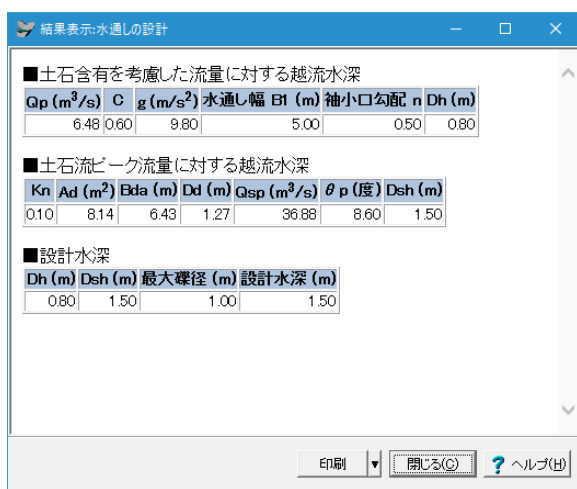 結果表示:水通しの設計
■土石含有を考慮した流量に対する越流水深
Qp (m³/s) C g (m/s²) 水通し幅 B1 (m) 袖小口勾配 n Dh (m)
6.48 0.60 9.80 5.00 0.50 0.80
■土石流ピーク流量に対する越流水深
Kn Ad (m²) Bda (m) Dd (m) Qsp (m³/s) θp (度) Dsh (m)
0.10 8.14 6.43 1.27 36.88 8.60 1.50
■設計水深
Dh (m) Dsh (m) 最大礫径 (m) 設計水深 (m)
0.80 1.50 1.00 1.50
印刷 ▼ 閉じる(C) ? ヘルプ(H)